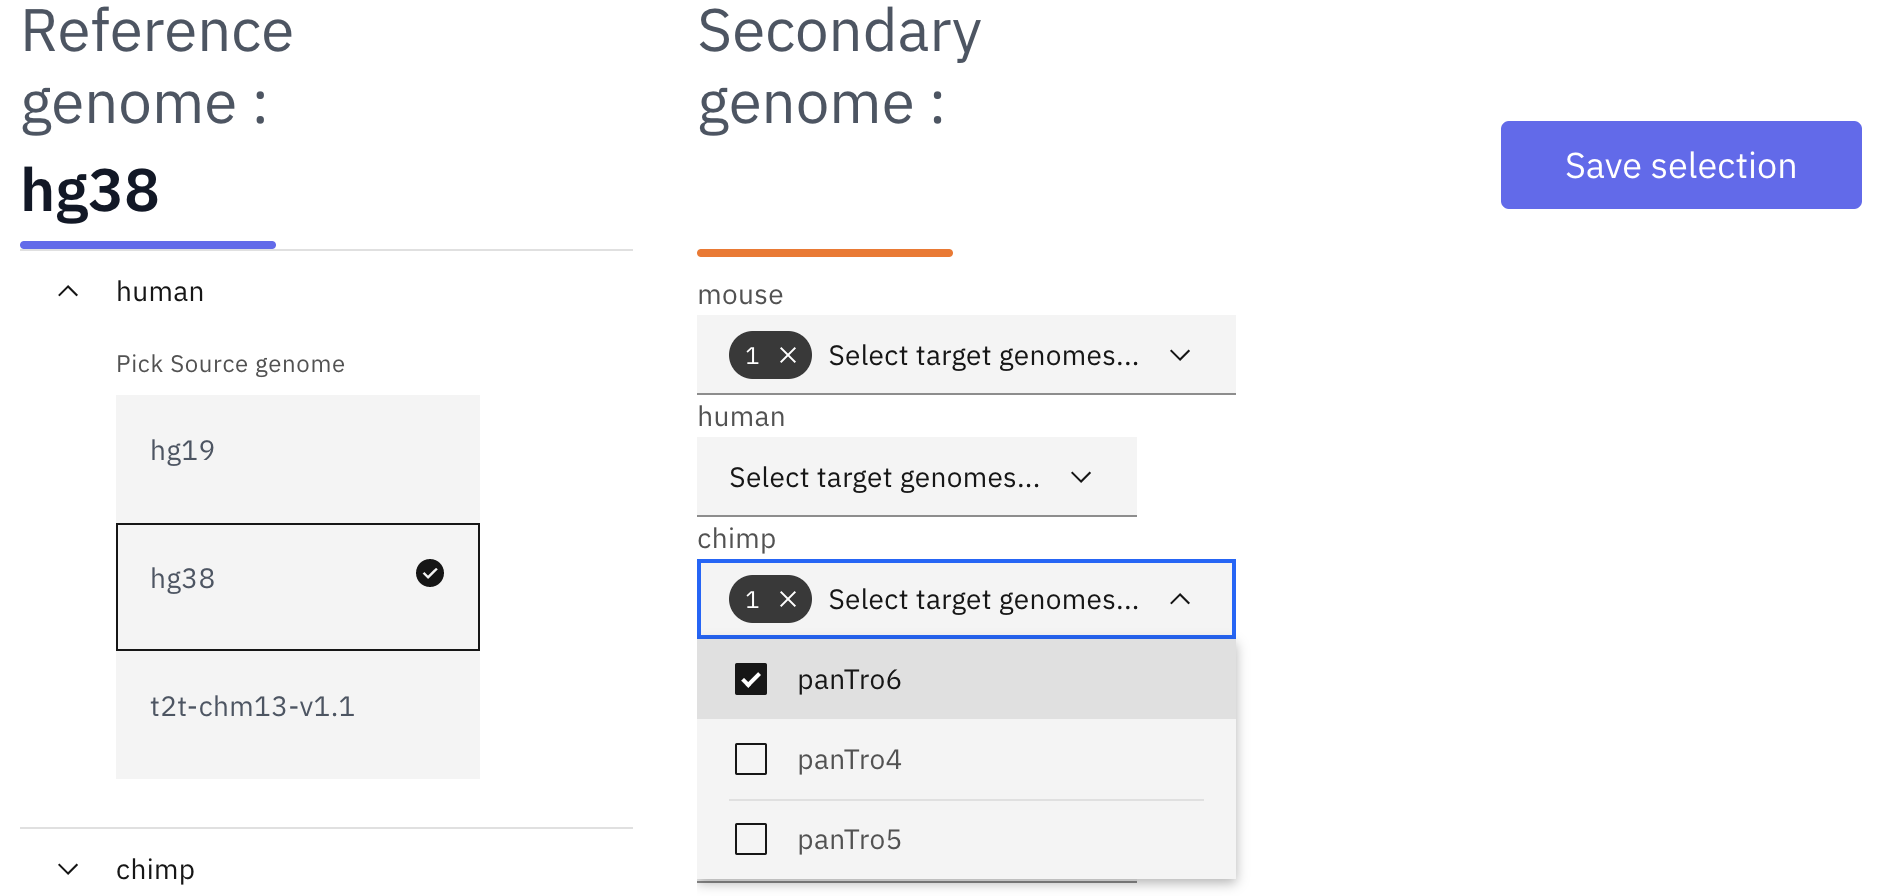 Reference
genome :
hg38
human
Pick Source genome
hg19
hg38
t2t-chm13-v1.1
chimp
Secondary
genome :
mouse
1 Select target genomes...
human
Select target genomes...
chimp
1 Select target genomes...
panTro6
panTro4
panTro5
Save selection